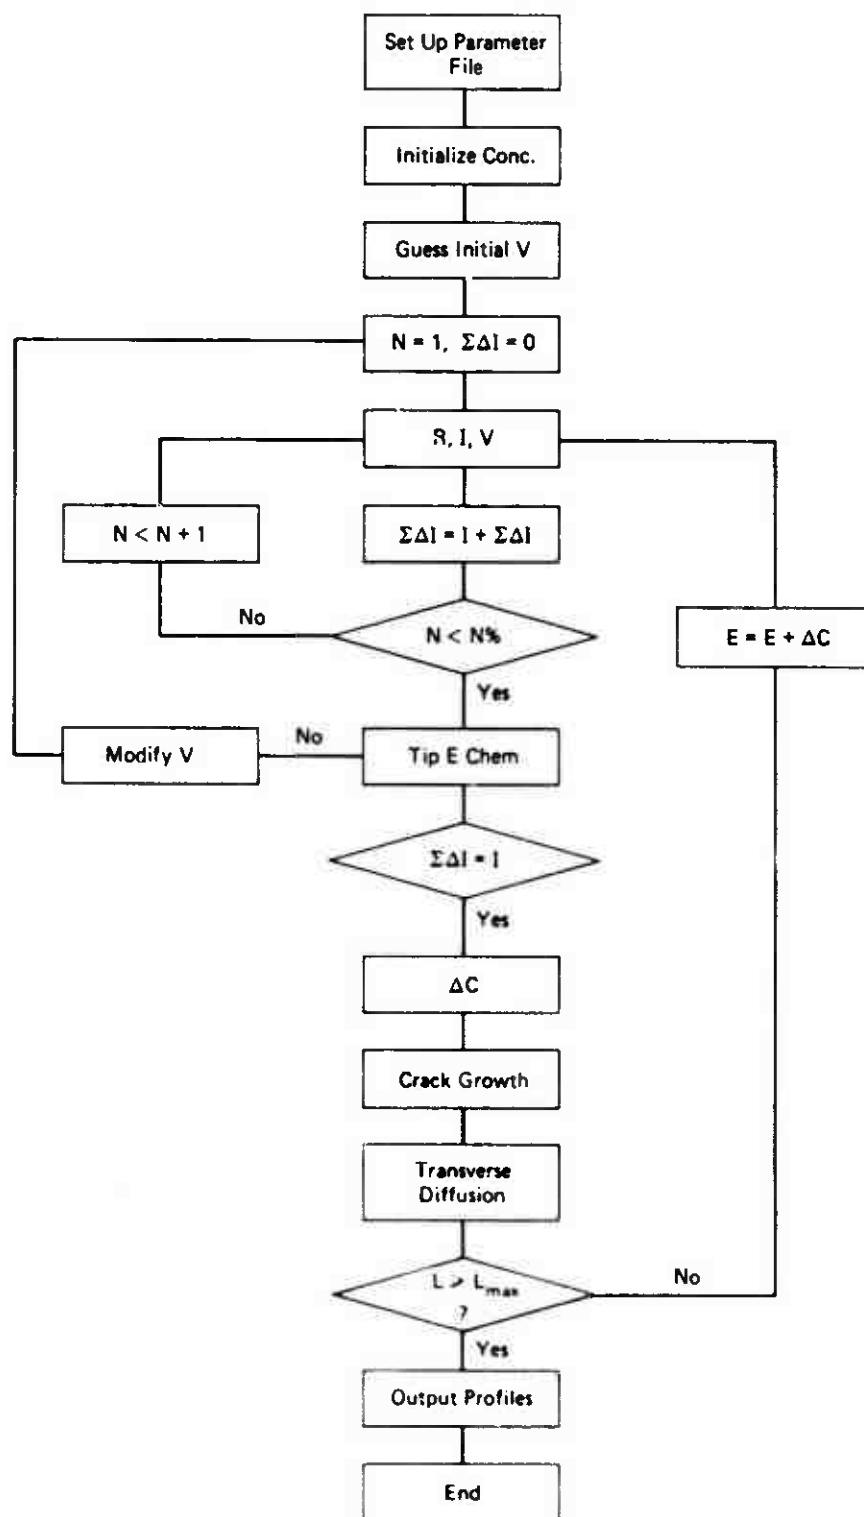 Set Up Parameter
File
Initialize Conc.
Guess Initial V
N = 1, ΣΔI = 0
R, I, V
N < N + 1
ΣΔI = I + ΣΔI
No
N < N%
E = E + ΔC
Yes
Modify V
No
Tip E Chem
ΣΔI = I
Yes
ΔC
Crack Growth
Transverse
Diffusion
L > Lmax
?
No
Yes
Output Profiles
End